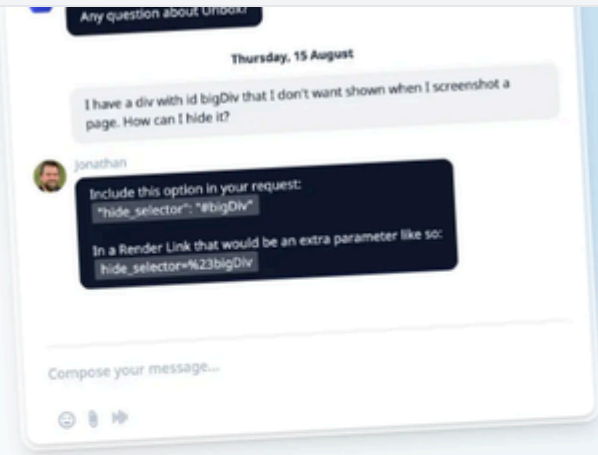 Any question about Urlbox?
Thursday, 15 August
I have a div with id bigDiv that I don't want shown when I screenshot a
page. How can I hide it?
Jonathan
Include this option in your request:
"hide_selector": "#bigDiv"
In a Render Link that would be an extra parameter like so:
hide_selector=%23bigDiv
Compose your message...